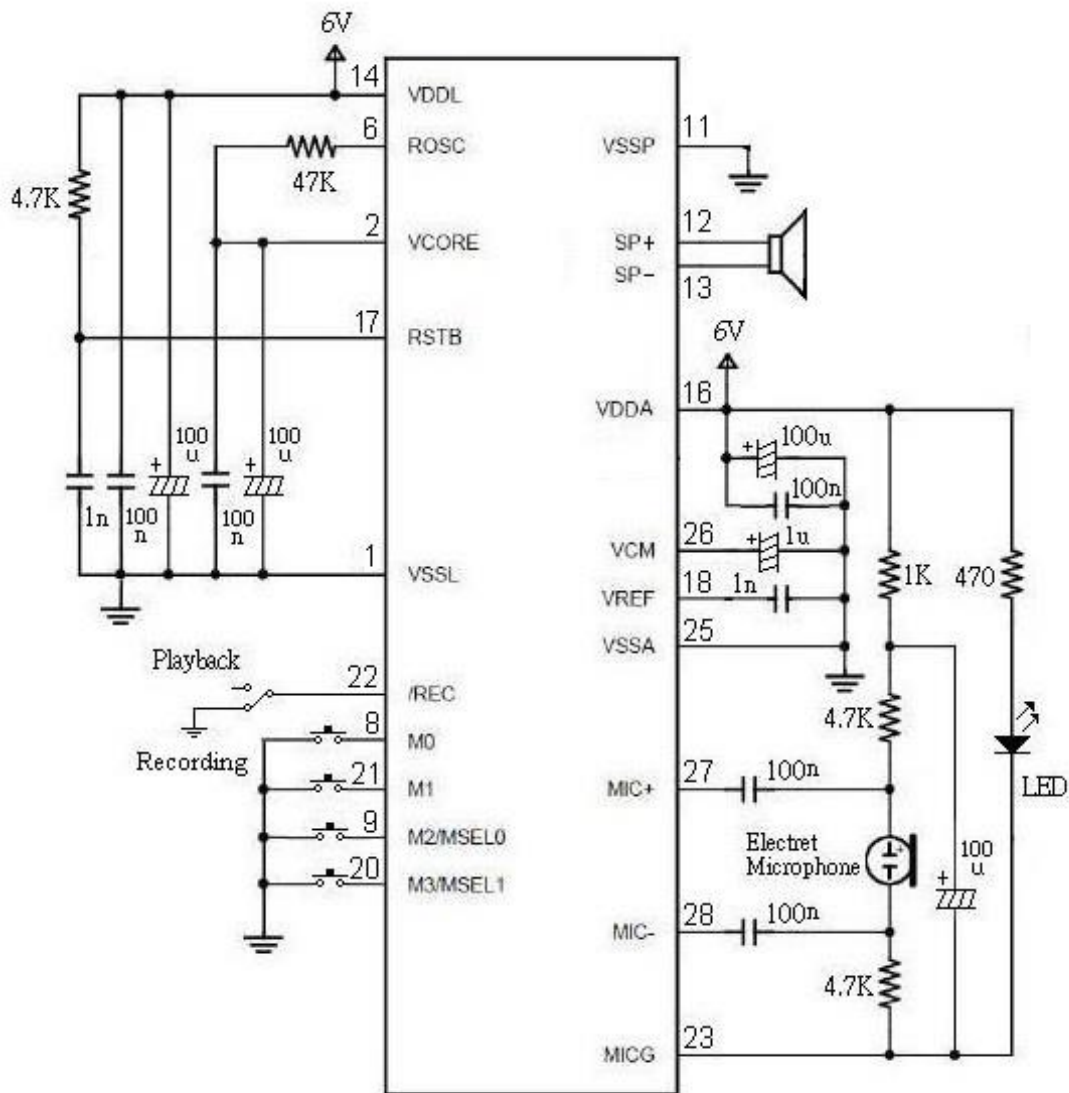 6V
14
VDDL
6
ROSC
47K
4.7K
2
VCORE
17
RSTB
1n
100
n
+
100
u
100
n
+
100
u
1
VSSL
Playback
22
/REC
Recording
8
M0
21
M1
9
M2/MSEL0
20
M3/MSEL1
11
VSSP
12
SP+
SP-
13
6V
16
VDDA
+
100u
100n
26
VCM
+
1u
18
VREF
1n
25
VSSA
1K
470
4.7K
LED
27
MIC+
100n
Electret
Microphone
+
100
u
28
MIC-
100n
4.7K
23
MICG